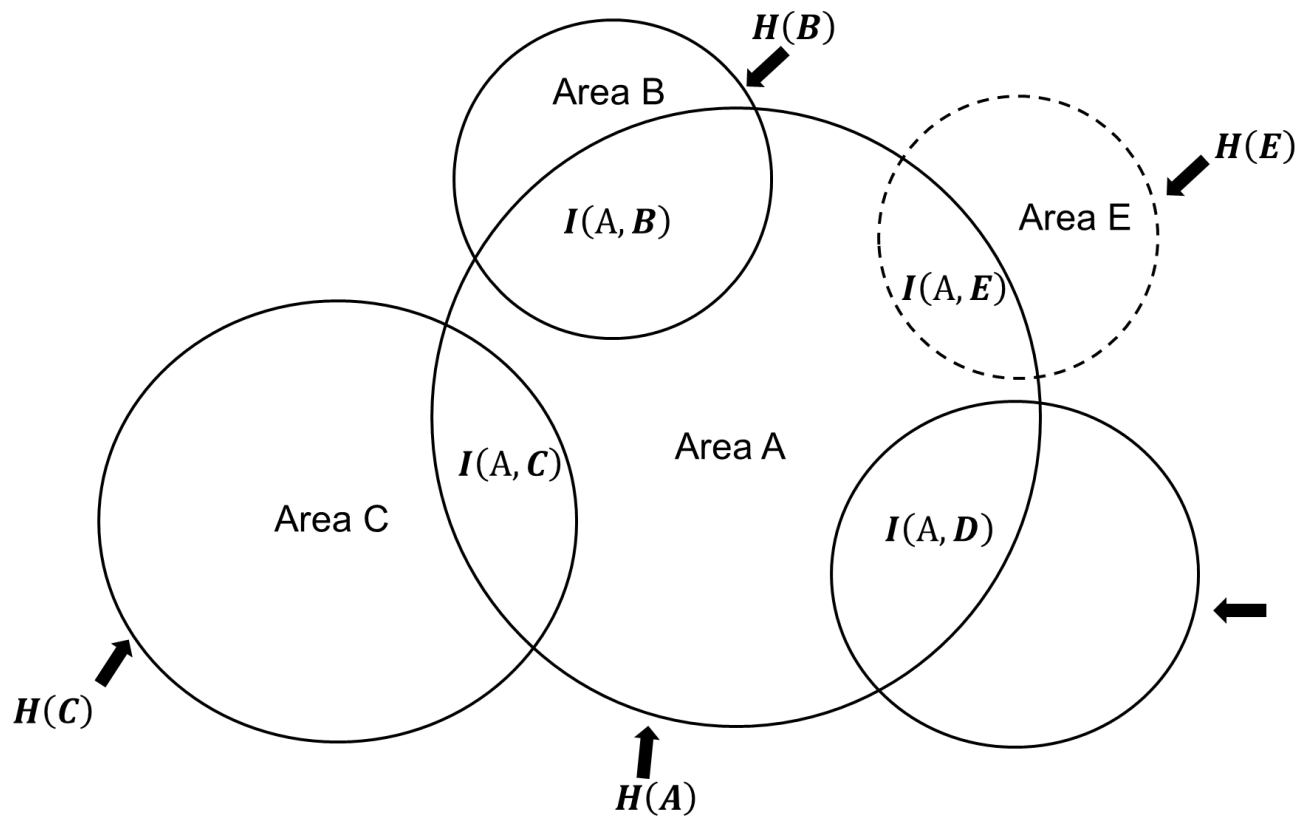 H(B)
Area B
H(E)
Area E
I(A, B)
I(A, E)
Area A
I(A, C)
Area C
I(A, D)
H(C)
H(A)